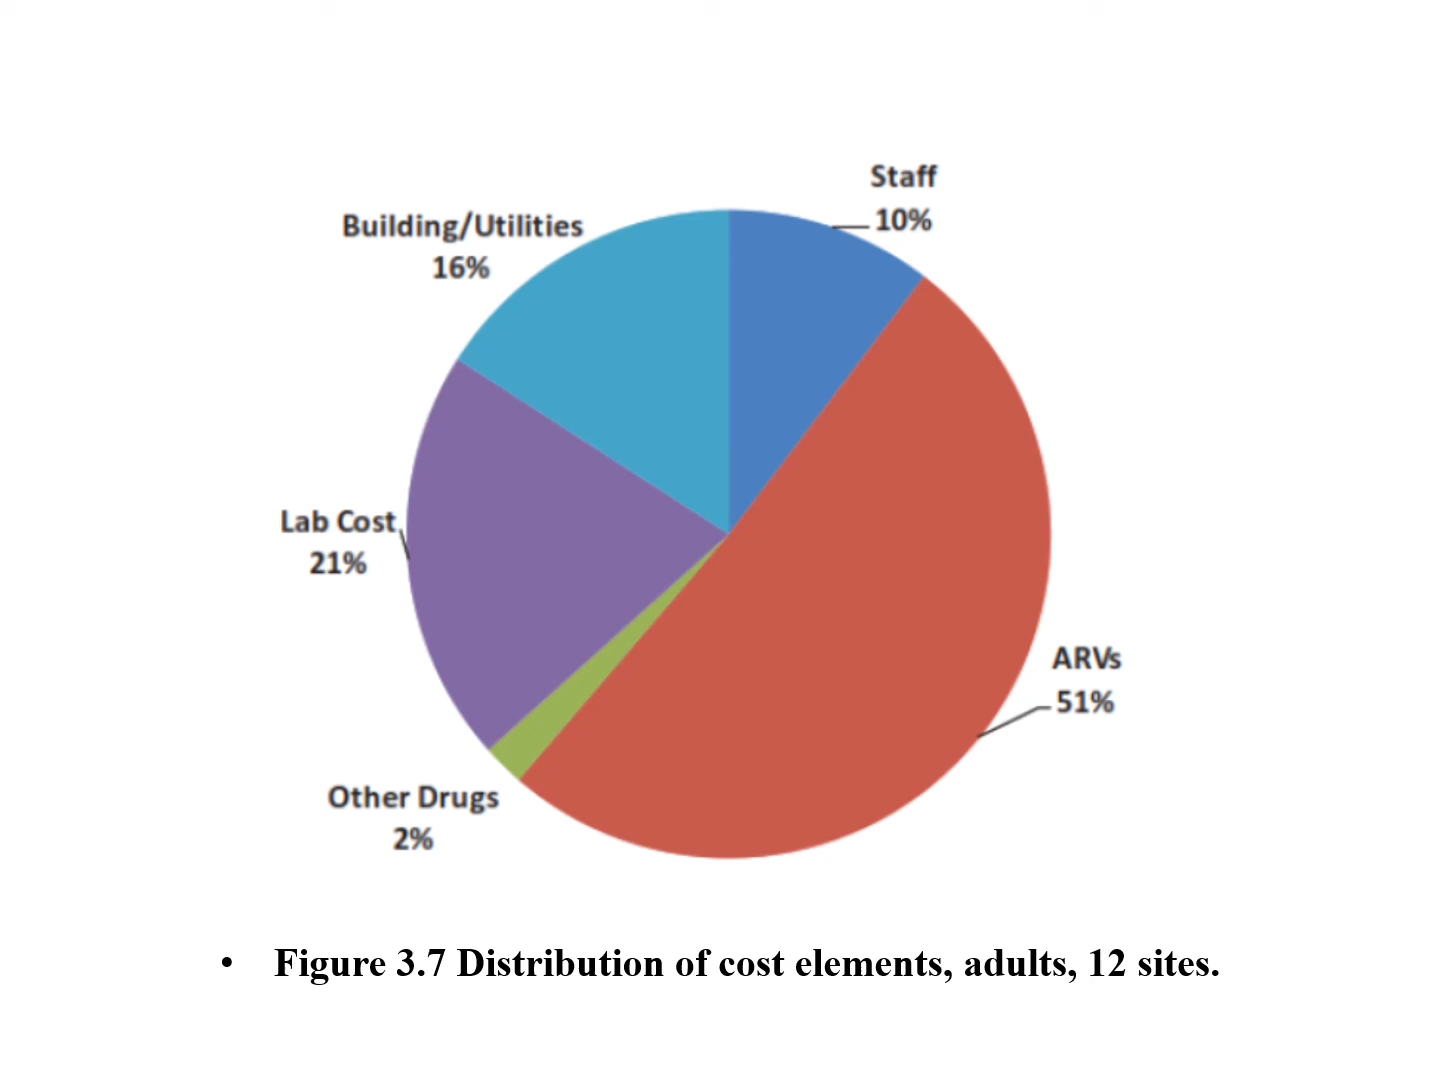 Staff
10%
Building/Utilities
16%
Lab Cost
21%
ARVs
51%
Other Drugs
2%
• Figure 3.7 Distribution of cost elements, adults, 12 sites.